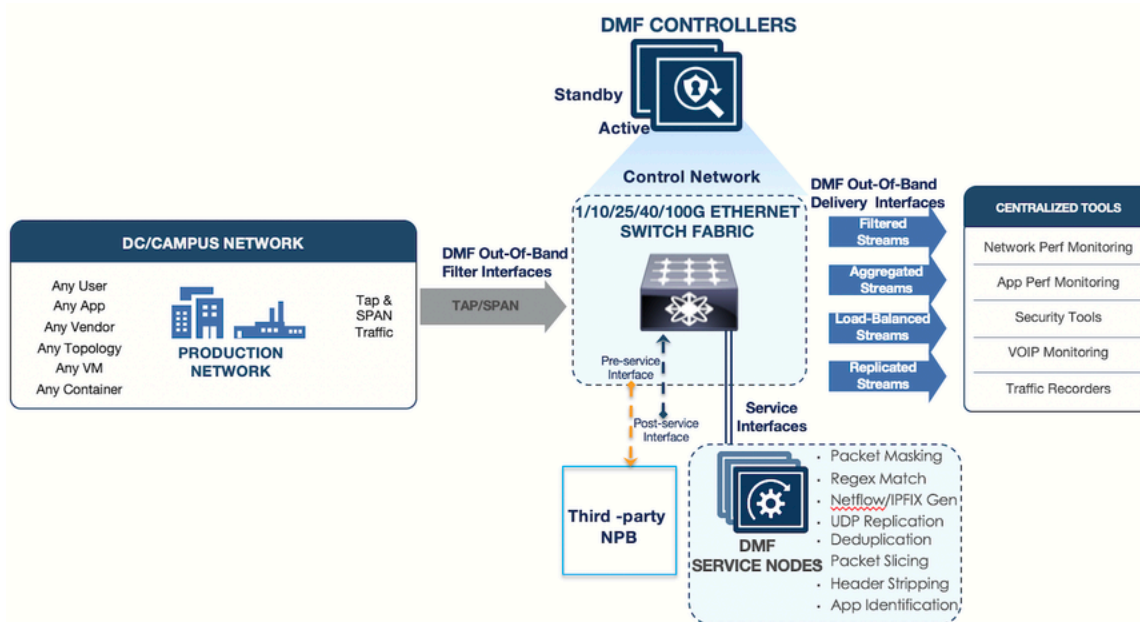 DMF CONTROLLERS
Standby
Active
Control Network
1/10/25/40/100G ETHERNET
SWITCH FABRIC
DC/CAMPUS NETWORK
Any User
Any App
Any Vendor
Any Topology
Any VM
Any Container
PRODUCTION
NETWORK
Tap &
SPAN
Traffic
DMF Out-Of-Band
Filter Interfaces
TAP/SPAN
Pre-service
Interface
Post-service
Interface
Third -party
NPB
Service
Interfaces
DMF
SERVICE NODES
• Packet Masking
• Regex Match
• Netflow/IPFIX Gen
• UDP Replication
• Deduplication
• Packet Slicing
• Header Stripping
• App Identification
DMF Out-Of-Band
Delivery Interfaces
Filtered
Streams
Aggregated
Streams
Load-Balanced
Streams
Replicated
Streams
CENTRALIZED TOOLS
Network Perf Monitoring
App Perf Monitoring
Security Tools
VOIP Monitoring
Traffic Recorders